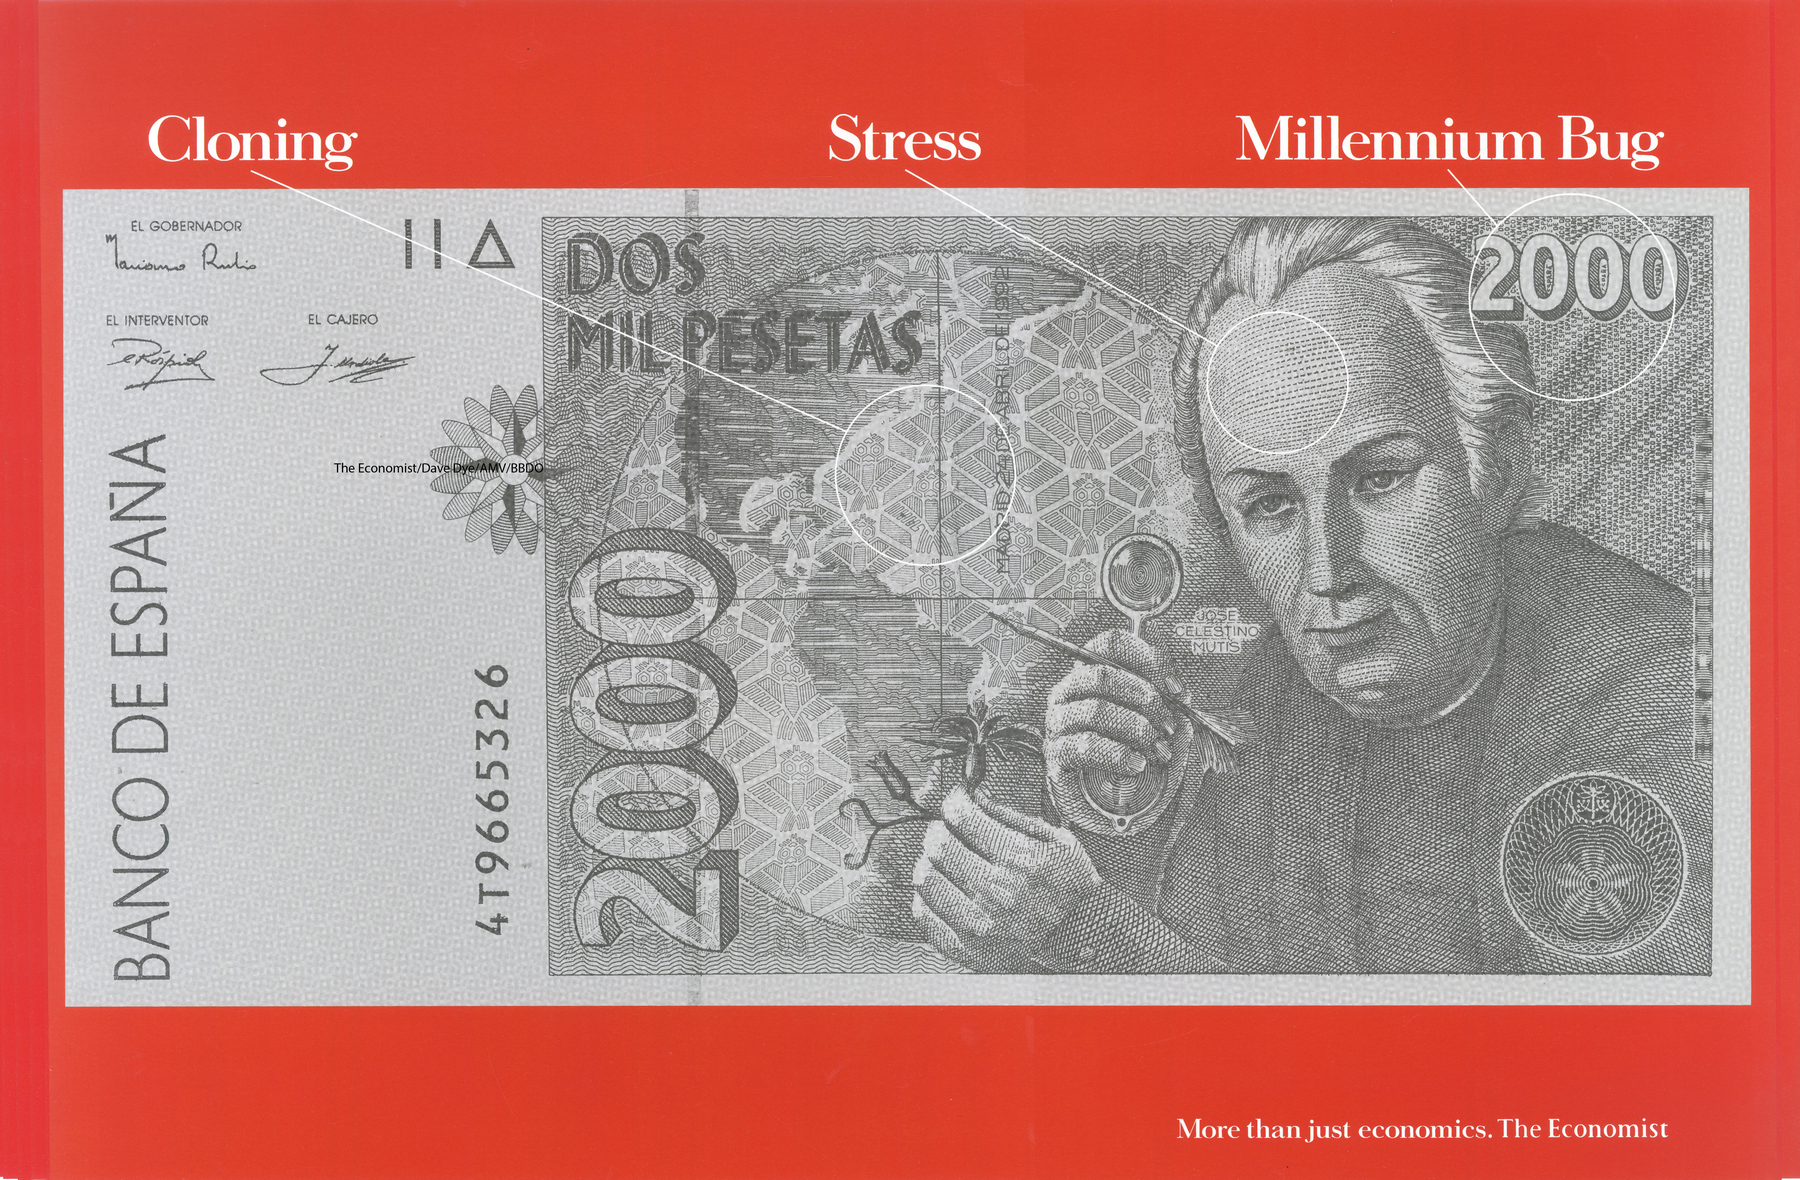 Cloning
Stress
Millennium Bug
EL GOBERNADOR
Mariano Rubio
EL INTERVENTOR
EL CAJERO
DOS
MIL PESETAS
2000
MADRID 24 DE ABRIL DE 1992
The Economist/Dave Dye/AMV/BBDO
BANCO DE ESPAÑA
4T9665326
2000
JOSE
CELESTINO
MUTIS
More than just economics. The Economist